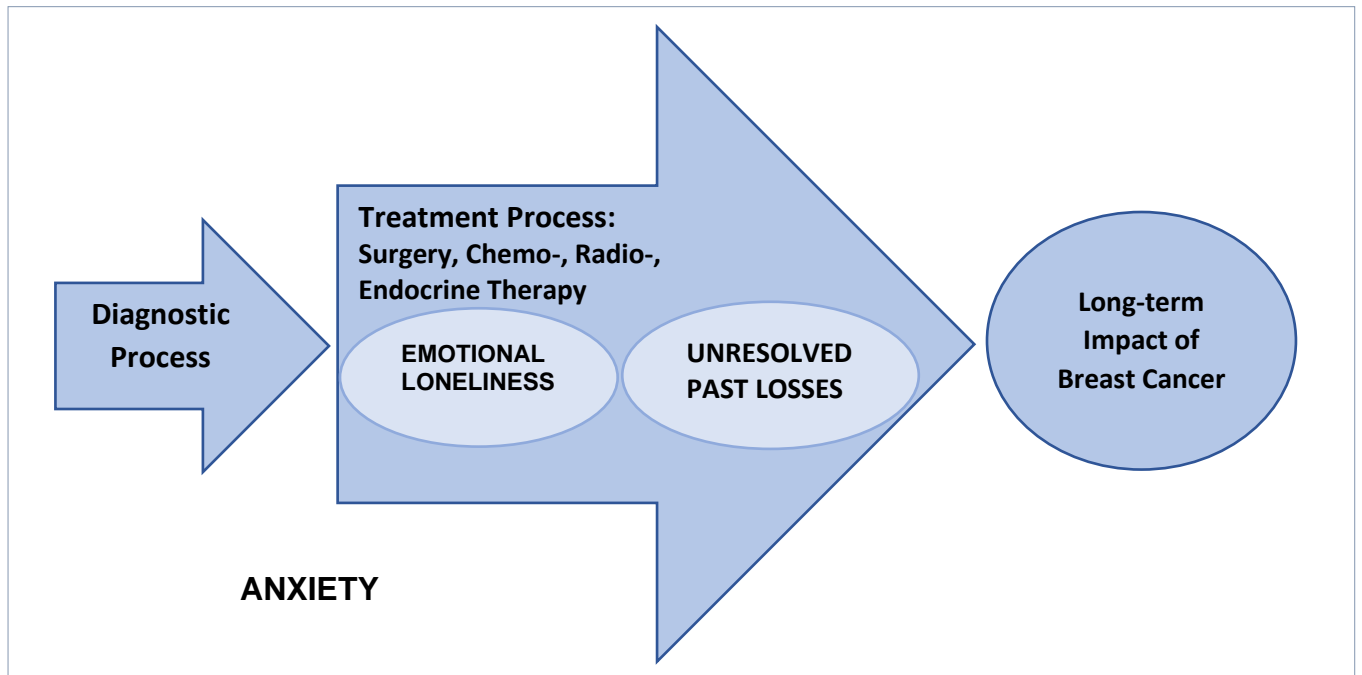 Diagnostic
Process
Treatment Process:
Surgery, Chemo-, Radio-,
Endocrine Therapy
EMOTIONAL
LONELINESS
UNRESOLVED
PAST LOSSES
Long-term
Impact of
Breast Cancer
ANXIETY